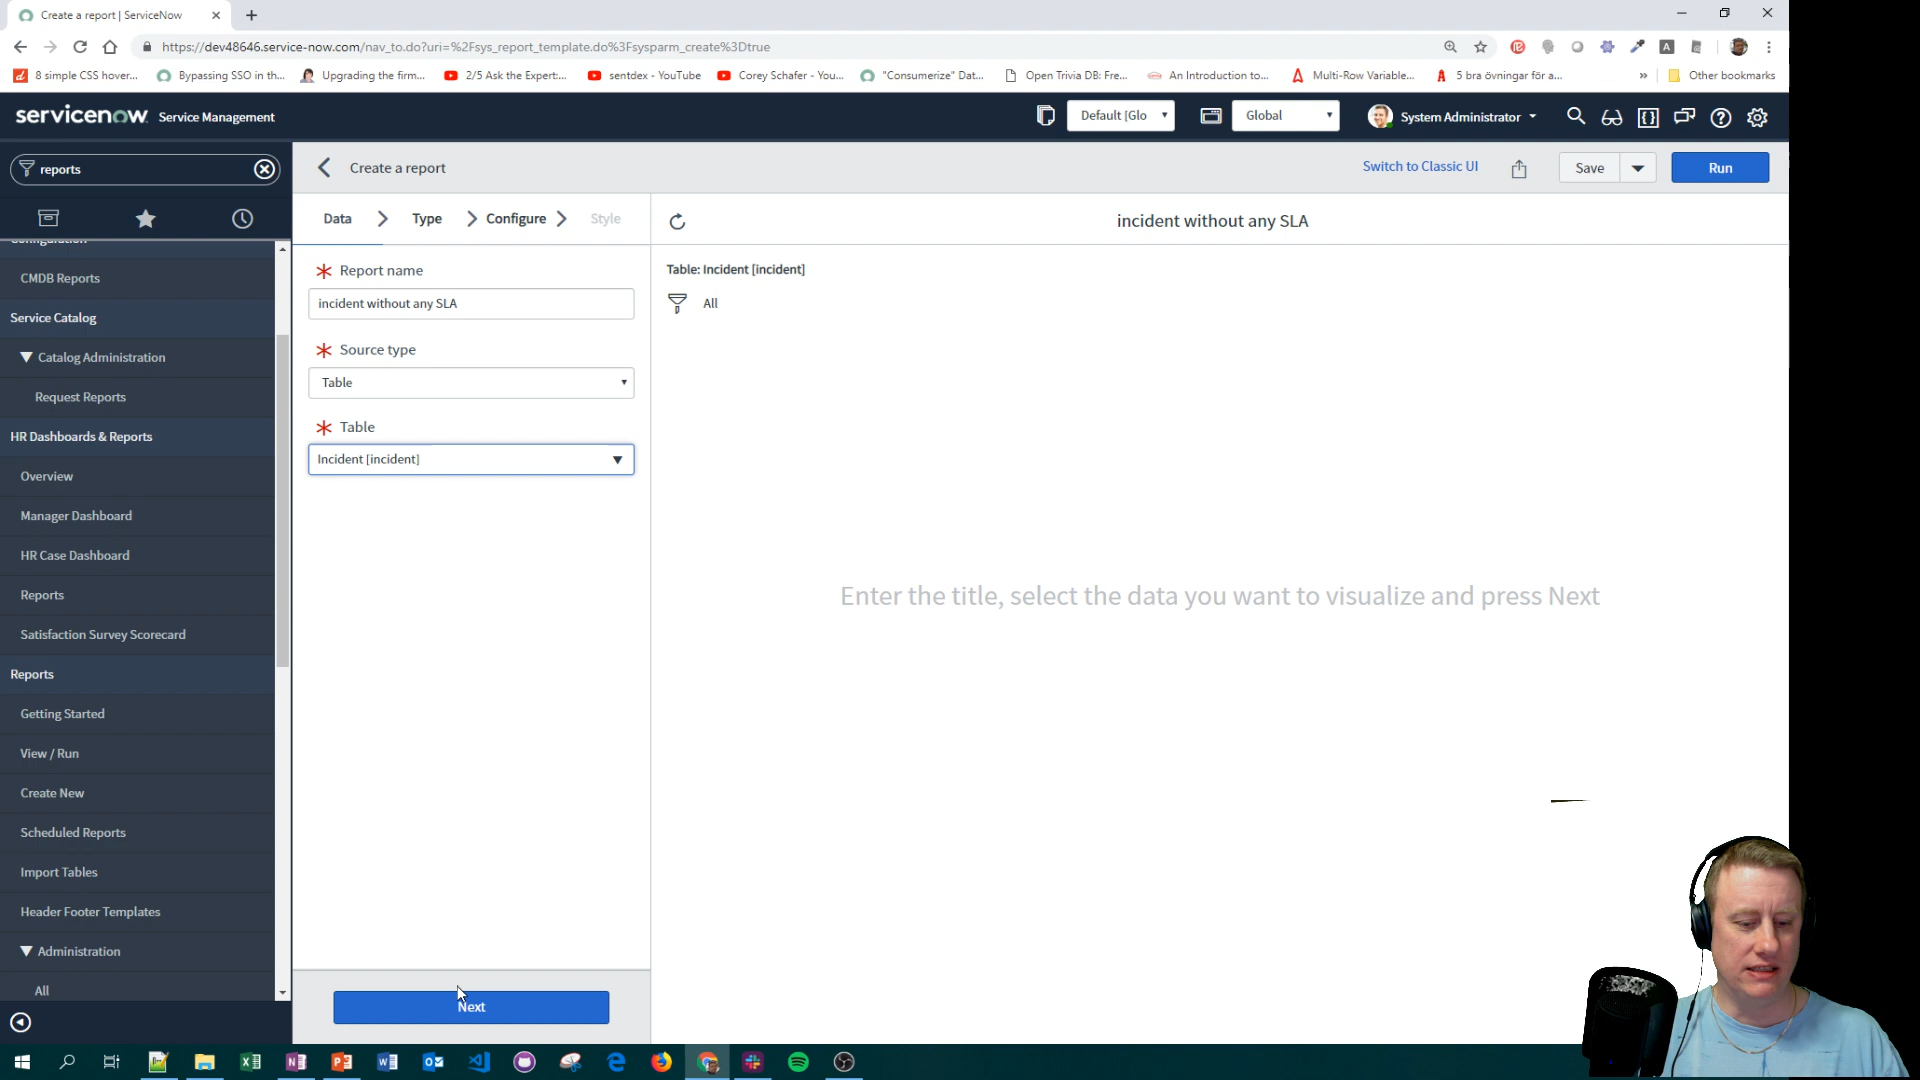 Create a report | ServiceNow
https://dev48646.service-now.com/nav_to.do?uri=%2Fsys_report_template.do%3Fsysparm_create%3Dtrue
8 simple CSS hover... Bypassing SSO in th... Upgrading the firm... 2/5 Ask the Expert:... sentdex - YouTube Corey Schafer - You... "Consumerize" Dat... Open Trivia DB: Fre... An Introduction to... Multi-Row Variable... 5 bra övningar för a... » Other bookmarks
servicenow Service Management Default |Glo Global System Administrator
reports
Create a report Switch to Classic UI Save Run
Data Type Configure Style
incident without any SLA
Configuration
CMDB Reports
Service Catalog
Catalog Administration
Request Reports
HR Dashboards & Reports
Overview
Manager Dashboard
HR Case Dashboard
Reports
Satisfaction Survey Scorecard
Reports
Getting Started
View / Run
Create New
Scheduled Reports
Import Tables
Header Footer Templates
Administration
All
Report name
incident without any SLA
Source type
Table
Table
Incident [incident]
Next
Table: Incident [incident]
All
Enter the title, select the data you want to visualize and press Next